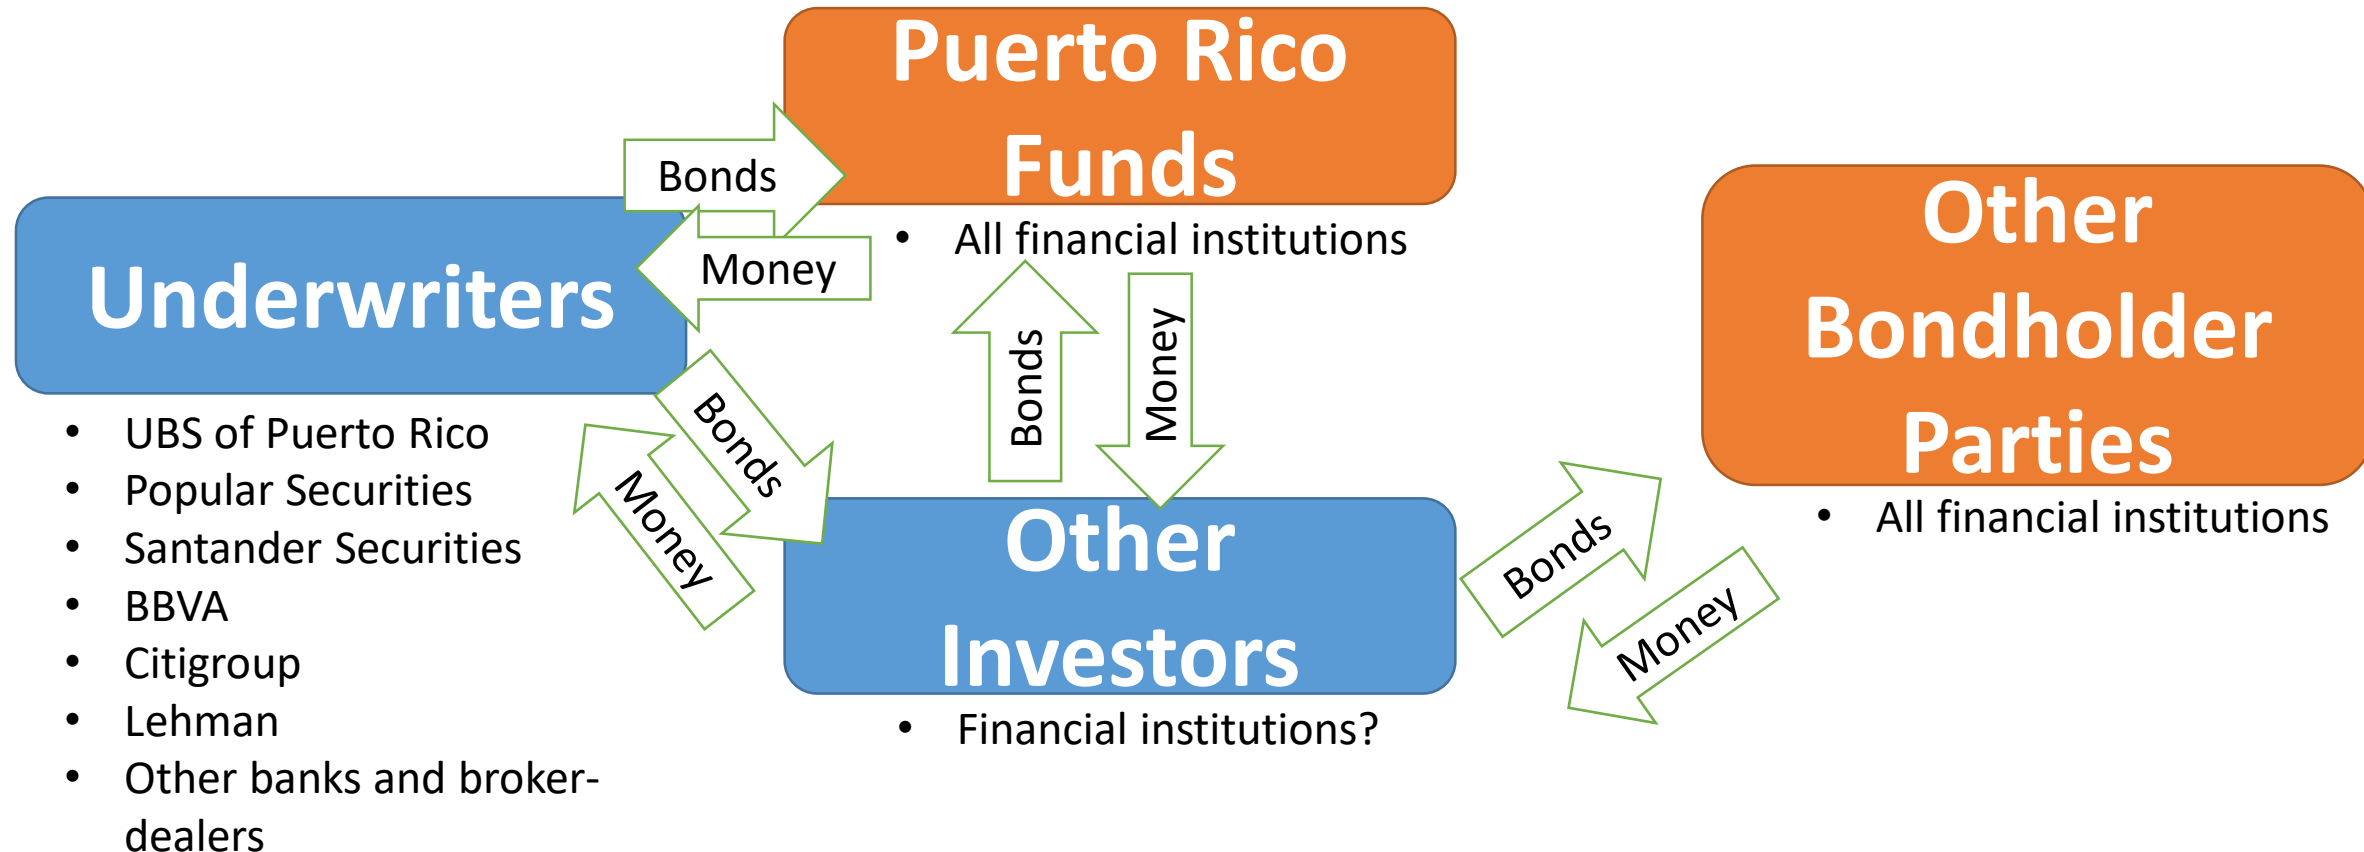 Puerto Rico
Funds
• All financial institutions
Bonds
Money
Underwriters
• UBS of Puerto Rico
• Popular Securities
• Santander Securities
• BBVA
• Citigroup
• Lehman
• Other banks and broker-
dealers
Bonds
Money
Bonds
Money
Other
Investors
• Financial institutions?
Bonds
Money
Other
Bondholder
Parties
• All financial institutions